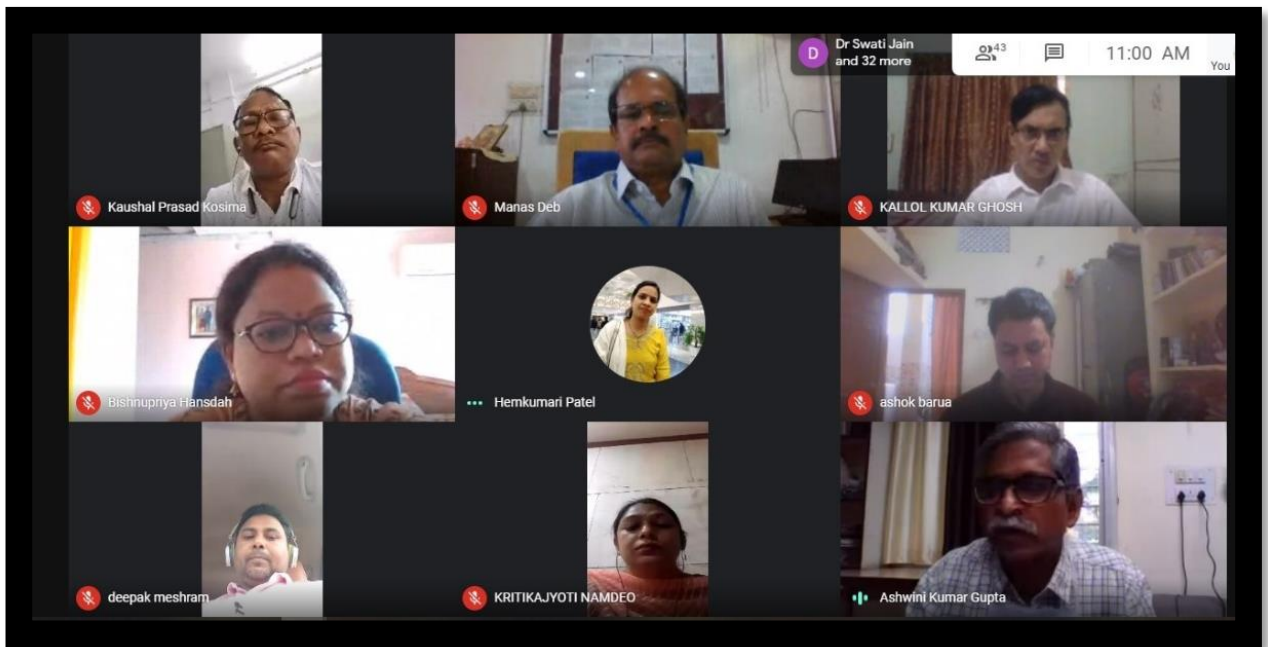 Dr Swati Jain
and 32 more
D
43
11:00 AM
You
Kaushal Prasad Kosima
Manas Deb
KALLOL KUMAR GHOSH
Bishnupriya Hansdah
Hemkumari Patel
ashok barua
deepak meshram
KRITIKAJYOTI NAMDEO
Ashwini Kumar Gupta